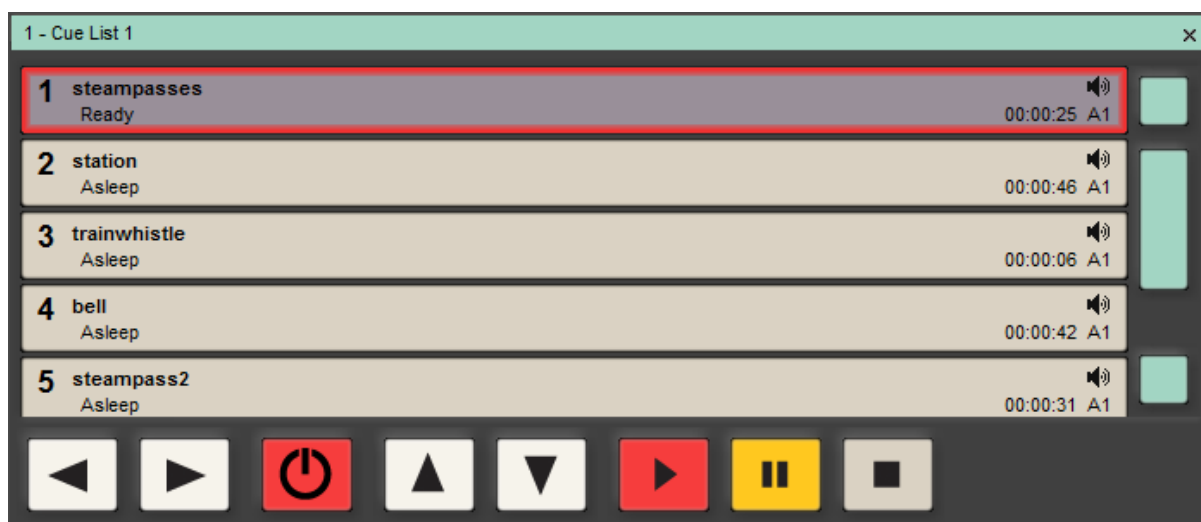 1 - Cue List 1
1 steampasses
Ready 00:00:25 A1
2 station
Asleep 00:00:46 A1
3 trainwhistle
Asleep 00:00:06 A1
4 bell
Asleep 00:00:42 A1
5 steampass2
Asleep 00:00:31 A1